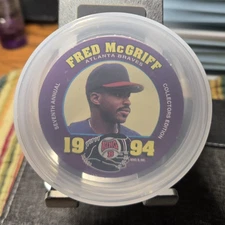 FRED McGRIFF
ATLANTA BRAVES
SEVENTH ANNUAL
COLLECTORS EDITION
19 94